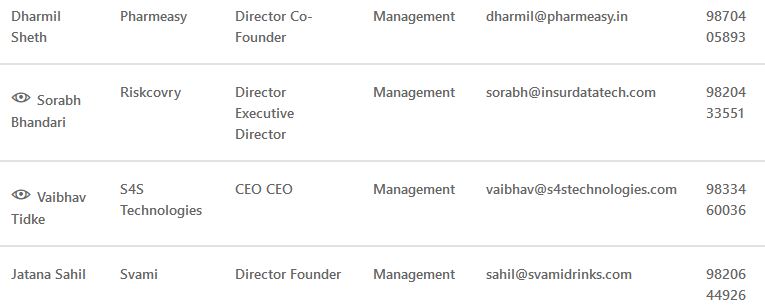 Dharmil Pharmeasy Director Co- Management dharmil@pharmeasy.in 98704
Sheth Founder 05893
Sorabh Riskcovry Director Management sorabh@insurdatatech.com 98204
Bhandari Executive 33551
Director
Vaibhav S4S CEO CEO Management vaibhav@s4stechnologies.com 98334
Tidke Technologies 60036
Jatana Sahil Svami Director Founder Management sahil@svamidrinks.com 98206
44926